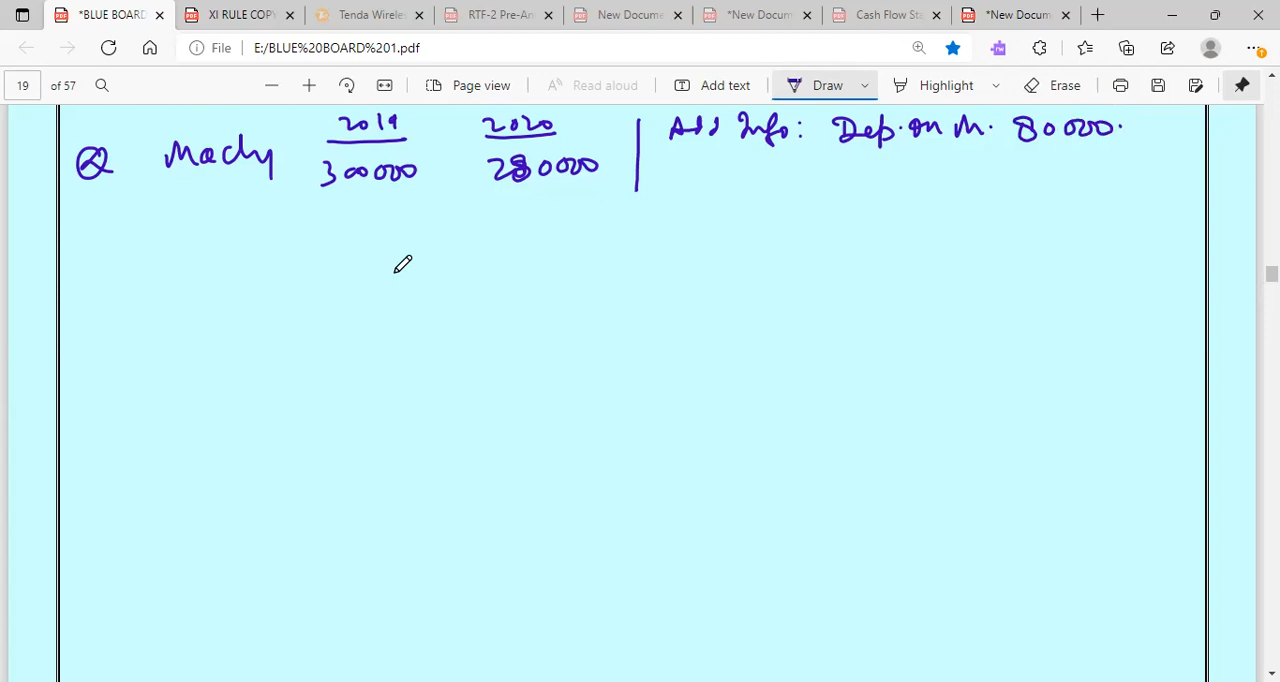 *BLUE BOARD
XI RULE COPY
Tenda Wirele
RTF-2 Pre-An
New Docume
*New Docum
Cash Flow Sta
*New Docum
File E:/BLUE%20BOARD%201.pdf
19 of 57 Page view Read aloud Add text Draw Highlight Erase
2019 2020 Add Info: Dep. on M. 80000.
Q Machy 300000 280000